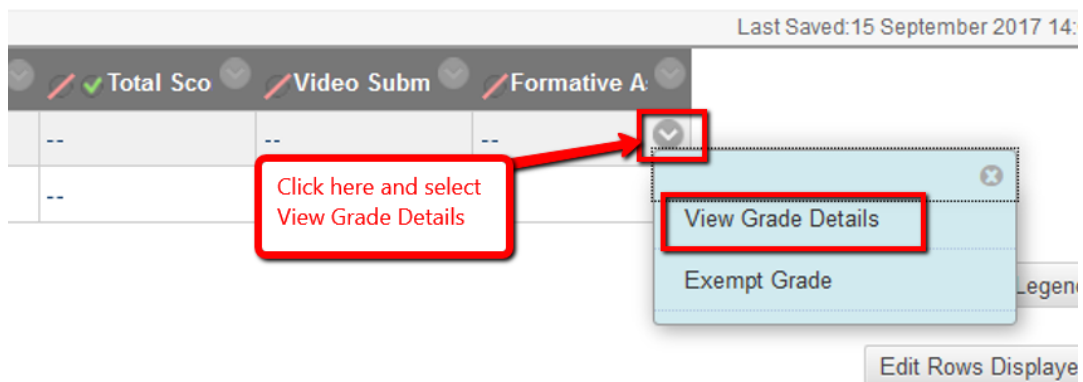 Last Saved:15 September 2017 14:
Total Sco Video Subm Formative A
-- -- --
--
Click here and select
View Grade Details
View Grade Details
Exempt Grade
Legen
Edit Rows Displaye